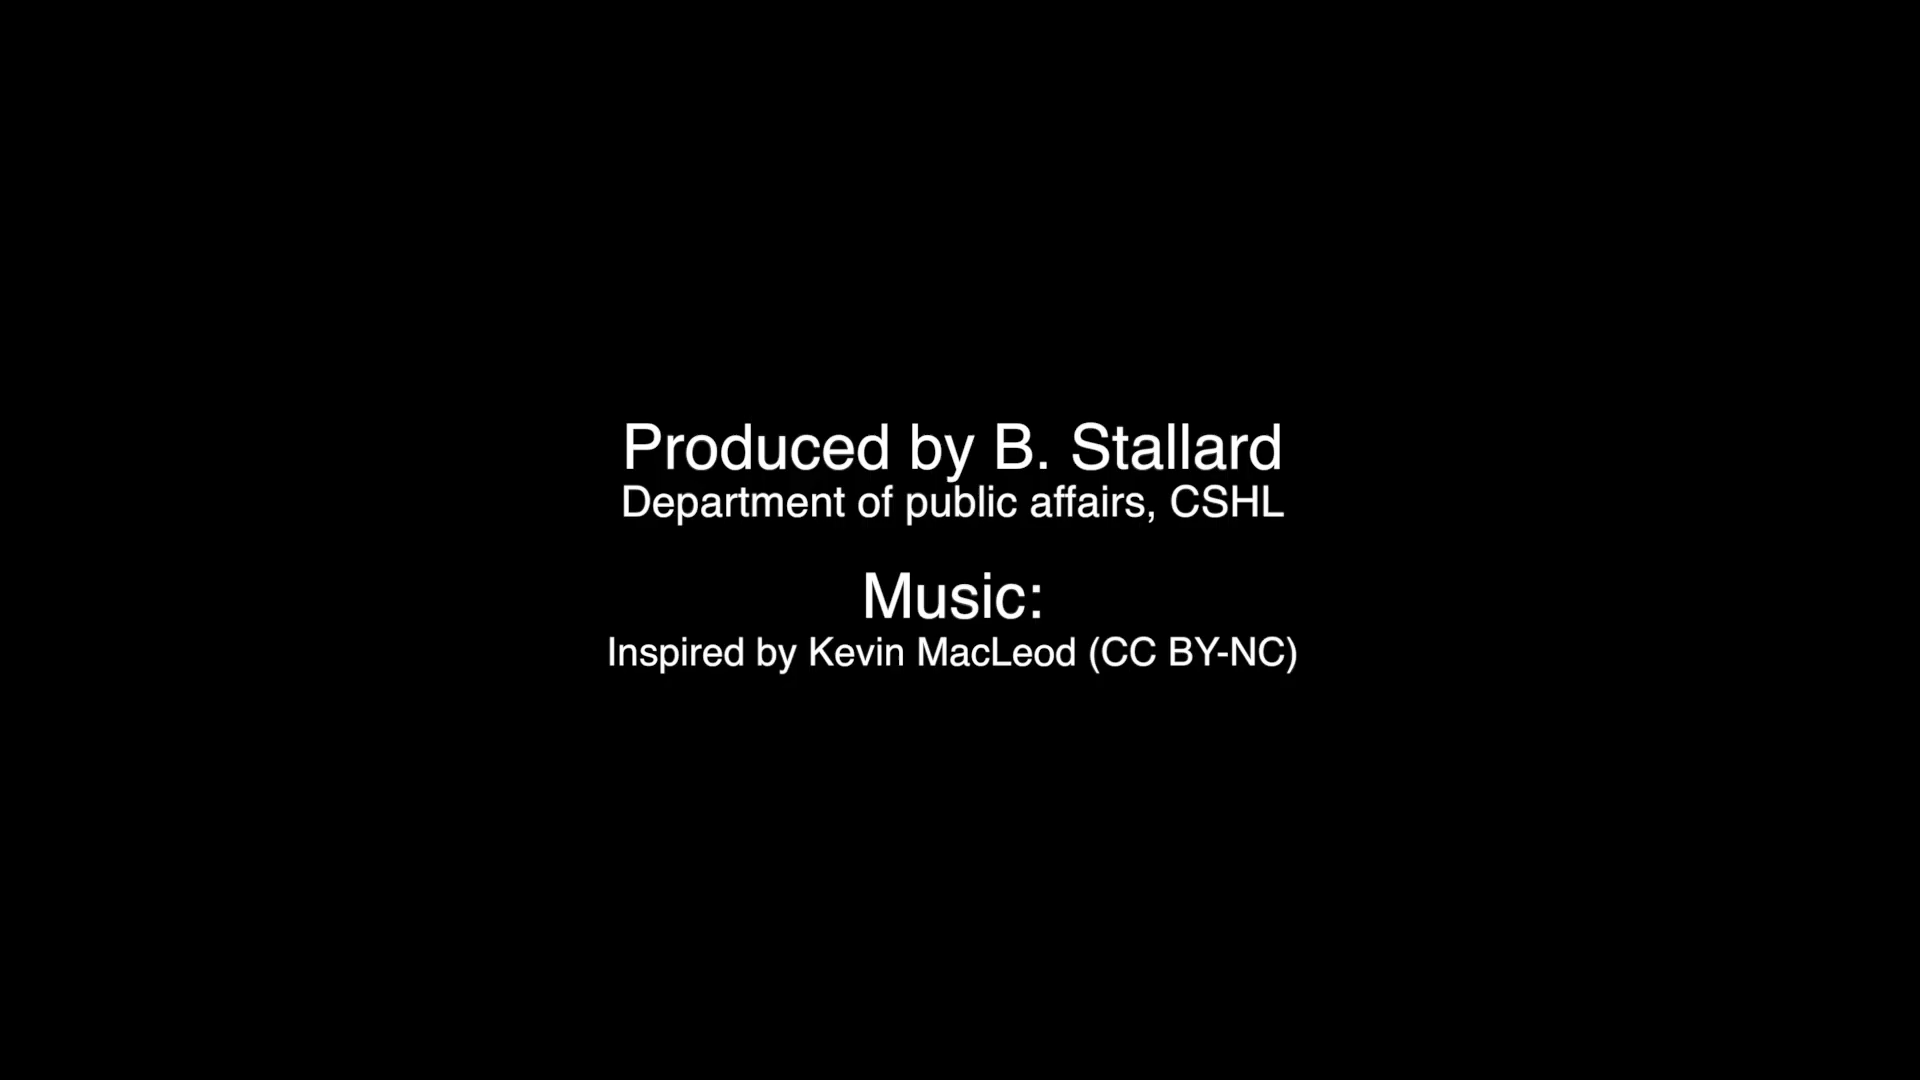 Produced by B. Stallard
Department of public affairs, CSHL
Music:
Inspired by Kevin MacLeod (CC BY-NC)